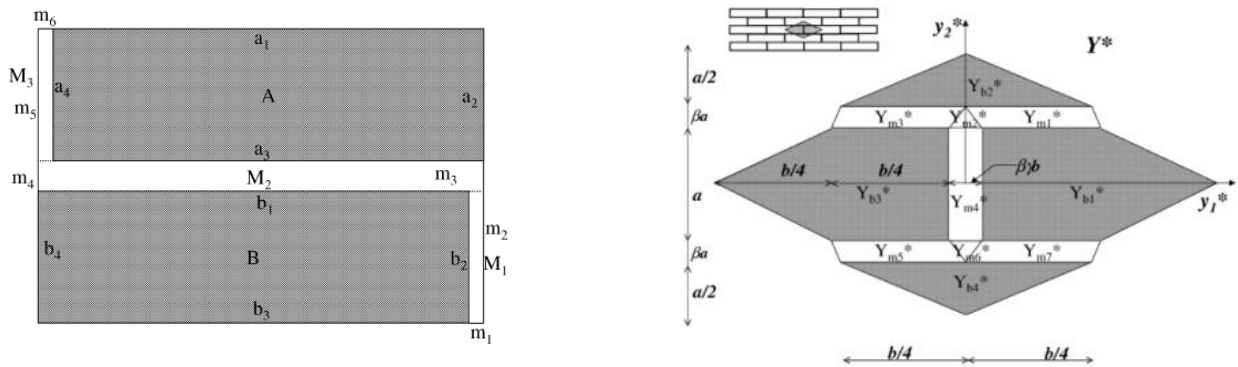 m6
a1
M3
a4
A
a2
m5
a3
m4
M2
m3
b1
m2
b4
B
b2
M1
b3
m1
y2*
Y*
a/2
Yb2*
βa
Ym3* Ym2* Ym1*
b/4 b/4 βγb
a
Yb3* Ym4* Yb1*
y1*
βa
Ym5* Ym6* Ym7*
a/2
Yb4*
b/4 b/4